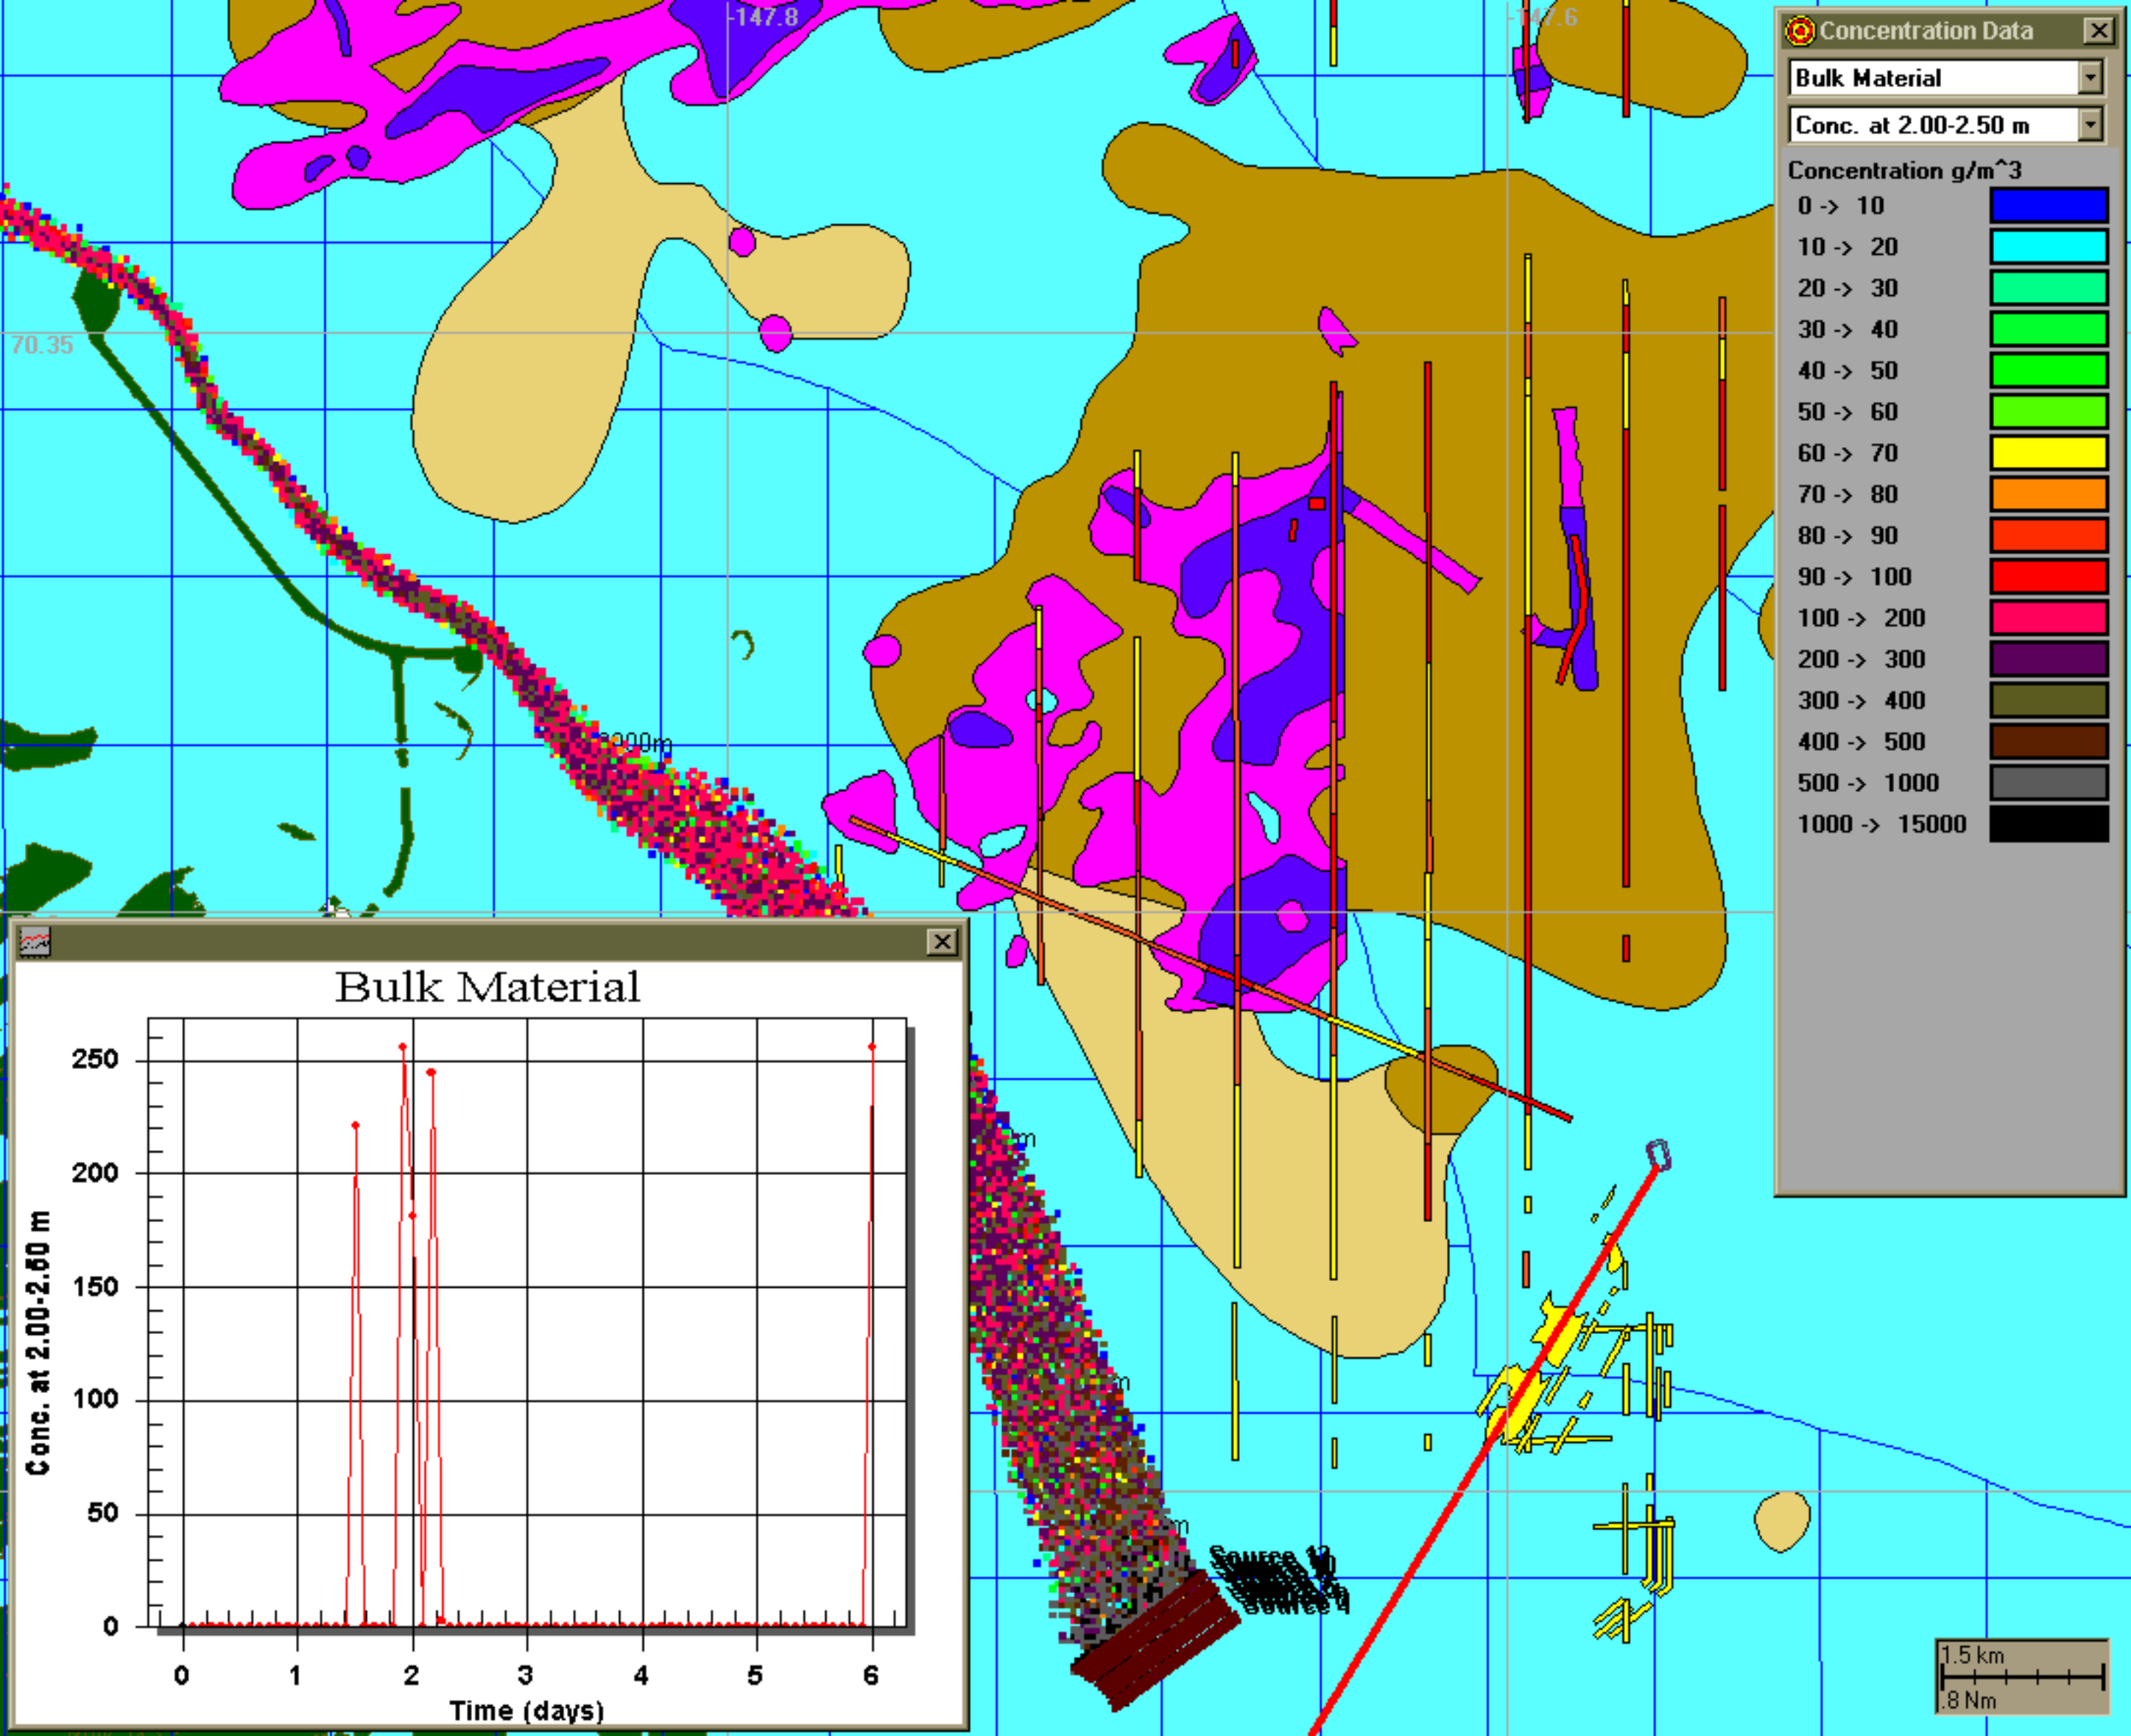 -147.8
-147.6
70.35
Concentration Data
Bulk Material
Conc. at 2.00-2.50 m
Concentration g/m^3
0 -> 10
10 -> 20
20 -> 30
30 -> 40
40 -> 50
50 -> 60
60 -> 70
70 -> 80
80 -> 90
90 -> 100
100 -> 200
200 -> 300
300 -> 400
400 -> 500
500 -> 1000
1000 -> 15000
m
m
m
Bulk Material
Conc. at 2.00-2.50 m
250
200
150
100
50
0
0 1 2 3 4 5 6
Time (days)
Source
Source 4
1.5 km
.8 Nm